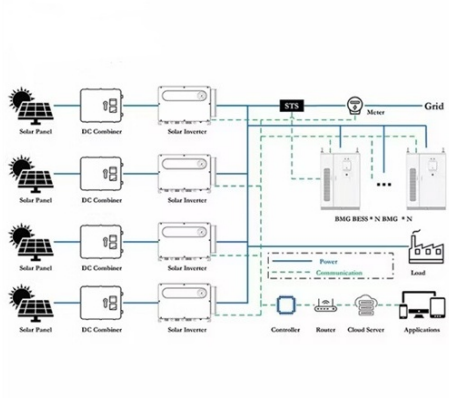 STS
Meter
Grid
Solar Panel
DC Combiner
Solar Inverter
Solar Panel
DC Combiner
Solar Inverter
BMG BESS * N BMG * N
Solar Panel
DC Combiner
Solar Inverter
Power
Communication
Load
Solar Panel
DC Combiner
Solar Inverter
Controller
Router
Cloud Server
Applications